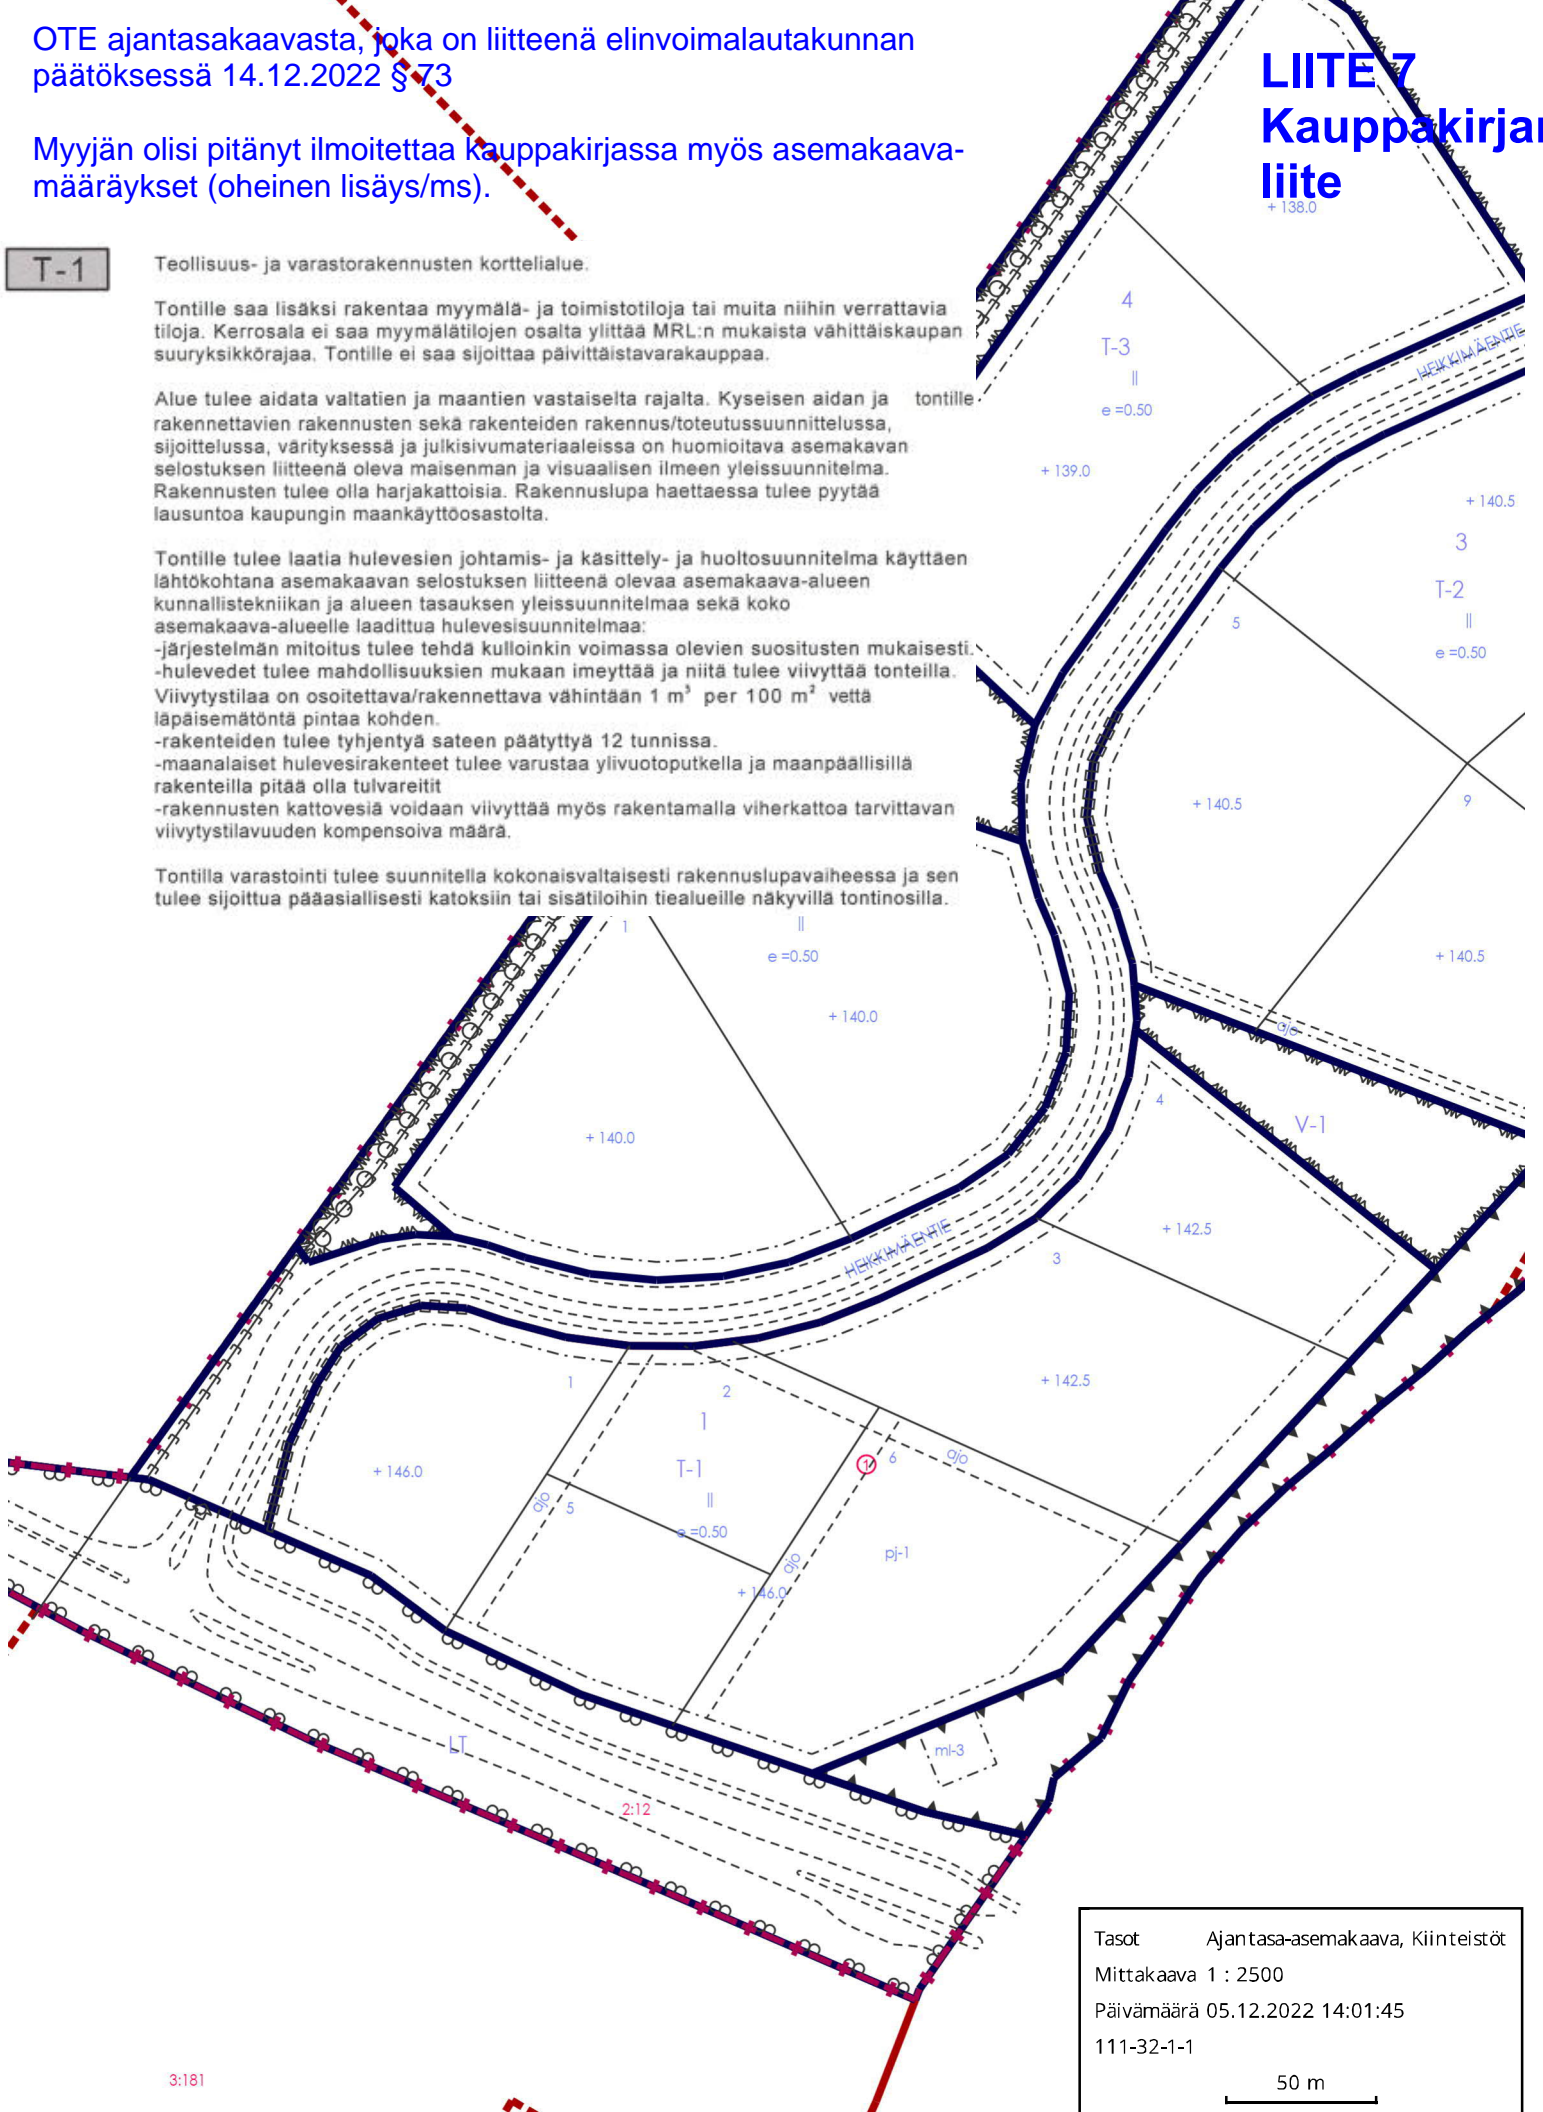 OTE ajantasakaavasta, joka on liitteenä elinvoimalautakunnan
päätöksessä 14.12.2022 § 73
Myyjän olisi pitänyt ilmoitettaa kauppakirjassa myös asemakaava-
määräykset (oheinen lisäys/ms).
LIITE 7
Kauppakirjan
liite
T-1
Teollisuus- ja varastorakennusten korttelialue.
Tontille saa lisäksi rakentaa myymälä- ja toimistotiloja tai muita niihin verrattavia
tiloja. Kerrosala ei saa myymälätilojen osalta ylittää MRL:n mukaista vähittäiskaupan
suuryksikkörajaa. Tontille ei saa sijoittaa päivittäistavarakauppaa.
Alue tulee aidata valtatien ja maantien vastaiselta rajalta. Kyseisen aidan ja tontille
rakennettavien rakennusten sekä rakenteiden rakennus/toteutussuunnittelussa,
sijoittelussa, värityksessä ja julkisivumateriaaleissa on huomioitava asemakavan
selostuksen liitteenä oleva maisenman ja visuaalisen ilmeen yleissuunnitelma.
Rakennusten tulee olla harjakattoisia. Rakennuslupa haettaessa tulee pyytää
lausuntoa kaupungin maankäyttöosastolta.
Tontille tulee laatia hulevesien johtamis- ja käsittely- ja huoltosuunnitelma käyttäen
lähtökohtana asemakaavan selostuksen liitteenä olevaa asemakaava-alueen
kunnallistekniikan ja alueen tasauksen yleissuunnitelmaa sekä koko
asemakaava-alueelle laadittua hulevesisuunnitelmaa:
-järjestelmän mitoitus tulee tehdä kulloinkin voimassa olevien suositusten mukaisesti.
-hulevedet tulee mahdollisuuksien mukaan imeyttää ja niitä tulee viivyttää tonteilla.
Viivytystilaa on osoitettava/rakennettava vähintään 1 m³ per 100 m² vettä
läpäisemätöntä pintaa kohden.
-rakenteiden tulee tyhjentyä sateen päätyttyä 12 tunnissa.
-maanalaiset hulevesirakenteet tulee varustaa ylivuotoputkella ja maanpäällisillä
rakenteilla pitää olla tulvareitit
-rakennusten kattovesiä voidaan viivyttää myös rakentamalla viherkattoa tarvittavan
viivytystilavuuden kompensoiva määrä.
Tontilla varastointi tulee suunnitella kokonaisvaltaisesti rakennuslupavaiheessa ja sen
tulee sijoittua pääasiallisesti katoksiin tai sisätiloihin tiealueille näkyvillä tontinosilla.
+ 138.0
4
T-3
II
e =0.50
HEIKKIMÄENTIE
+ 139.0
+ 140.5
3
T-2
II
e =0.50
5
+ 140.5
9
+ 140.5
1
II
e =0.50
+ 140.0
ajo
+ 140.0
4
V-1
HEIKKIMÄENTIE
+ 142.5
3
+ 142.5
1
2
1
T-1
II
e =0.50
+ 146.0
ajo
5
1
6
ajo
ajo
pj-1
+ 146.0
LT
ml-3
2:12
3:181
Tasot Ajantasa-asemakaava, Kiinteistöt
Mittakaava 1 : 2500
Päivämäärä 05.12.2022 14:01:45
111-32-1-1
50 m